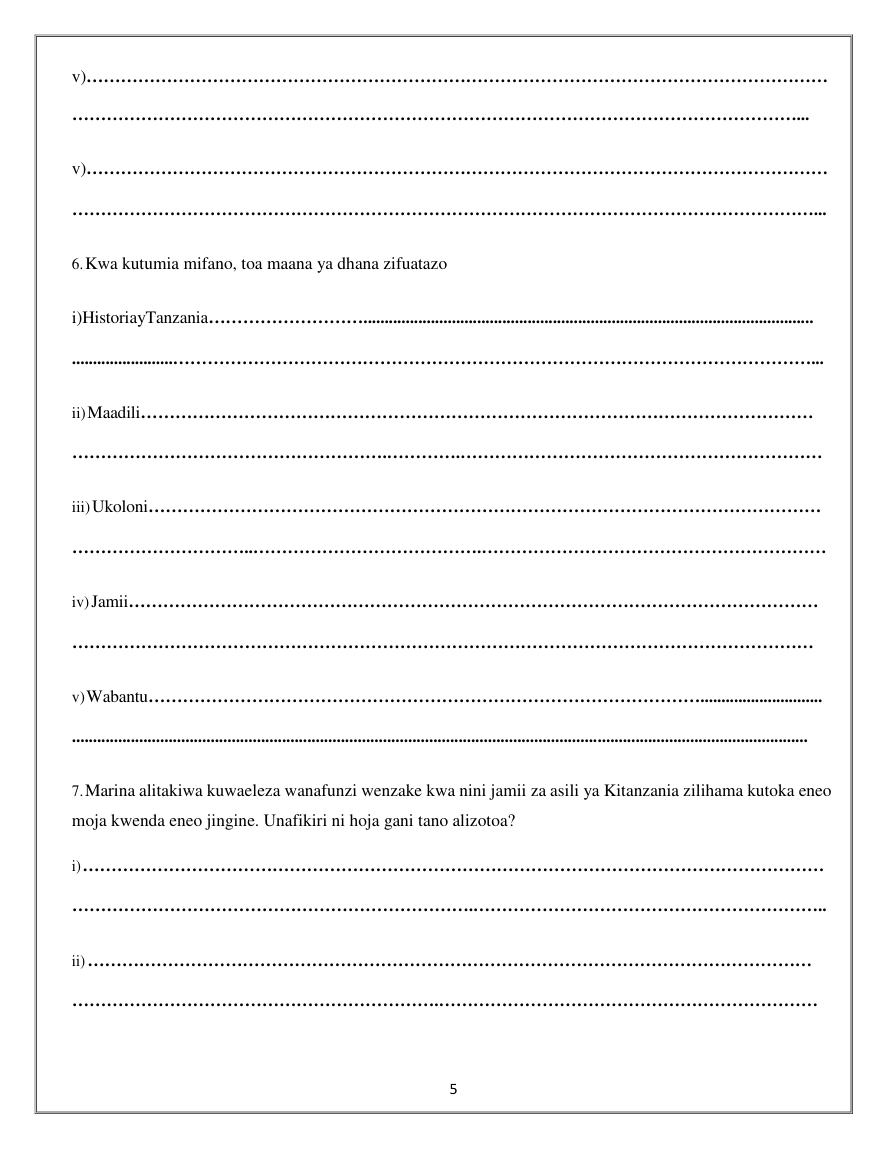 v)……………………………………………………………………………………………………………………
…………………………………………………………………………………………………………………...
v)……………………………………………………………………………………………………………………
……………………………………………………………………………………………………………………...
6.Kwa kutumia mifano, toa maana ya dhana zifuatazo
i)HistoriayTanzania……………………….............................................................................................................
.........................…………………………………………………………………………………………………...
ii)Maadili…………………………………………………………………………………………………………
……………………………………………….………….………………………………………………………
iii)Ukoloni…………………………………………………………………………………………………………
…………………………..………………………………….……………………………………………………
iv)Jamii……………………………………………………………………………………………………………
……………………………………………………………………………………………………………………
v)Wabantu……………………………………………………………………………………..............................
................................................................................................................................................................................
7.Marina alitakiwa kuwaeleza wanafunzi wenzake kwa nini jamii za asili ya Kitanzania zilihama kutoka eneo
moja kwenda eneo jingine. Unafikiri ni hoja gani tano alizotoa?
i)……………………………………………………………………………………………………………………
…………………………………………………………….……………………………………………………..
ii)…………………………………………………………………………………………………………………
……………………………………………………….…………………………………………………………
5